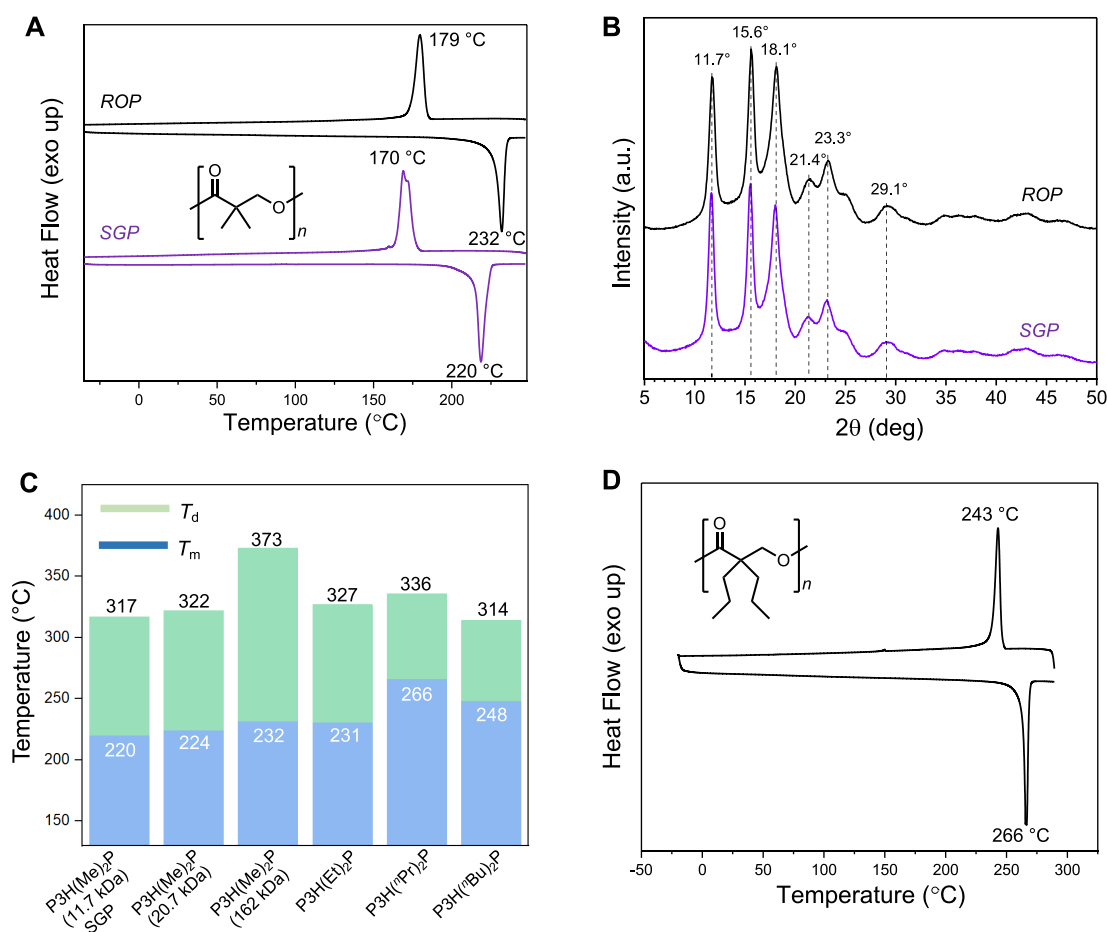 A
179 °C
ROP
170 °C
O
O
n
SGP
232 °C
220 °C
Heat Flow (exo up)
0 50 100 150 200
Temperature (°C)
B
11.7°
15.6°
18.1°
21.4°
23.3°
29.1°
ROP
SGP
Intensity (a.u.)
5 10 15 20 25 30 35 40 45 50
2θ (deg)
C
Td
Tm
400
350
300
250
200
150
Temperature (°C)
317
322
373
327
336
314
220
224
232
231
266
248
P3H(Me)2P
(11.7 kDa)
SGP
P3H(Me)2P
(20.7 kDa)
P3H(Me)2P
(162 kDa)
P3H(Et)2P
P3H(nPr)2P
P3H(nBu)2P
D
243 °C
O
O
n
266 °C
Heat Flow (exo up)
-50 0 50 100 150 200 250 300
Temperature (°C)